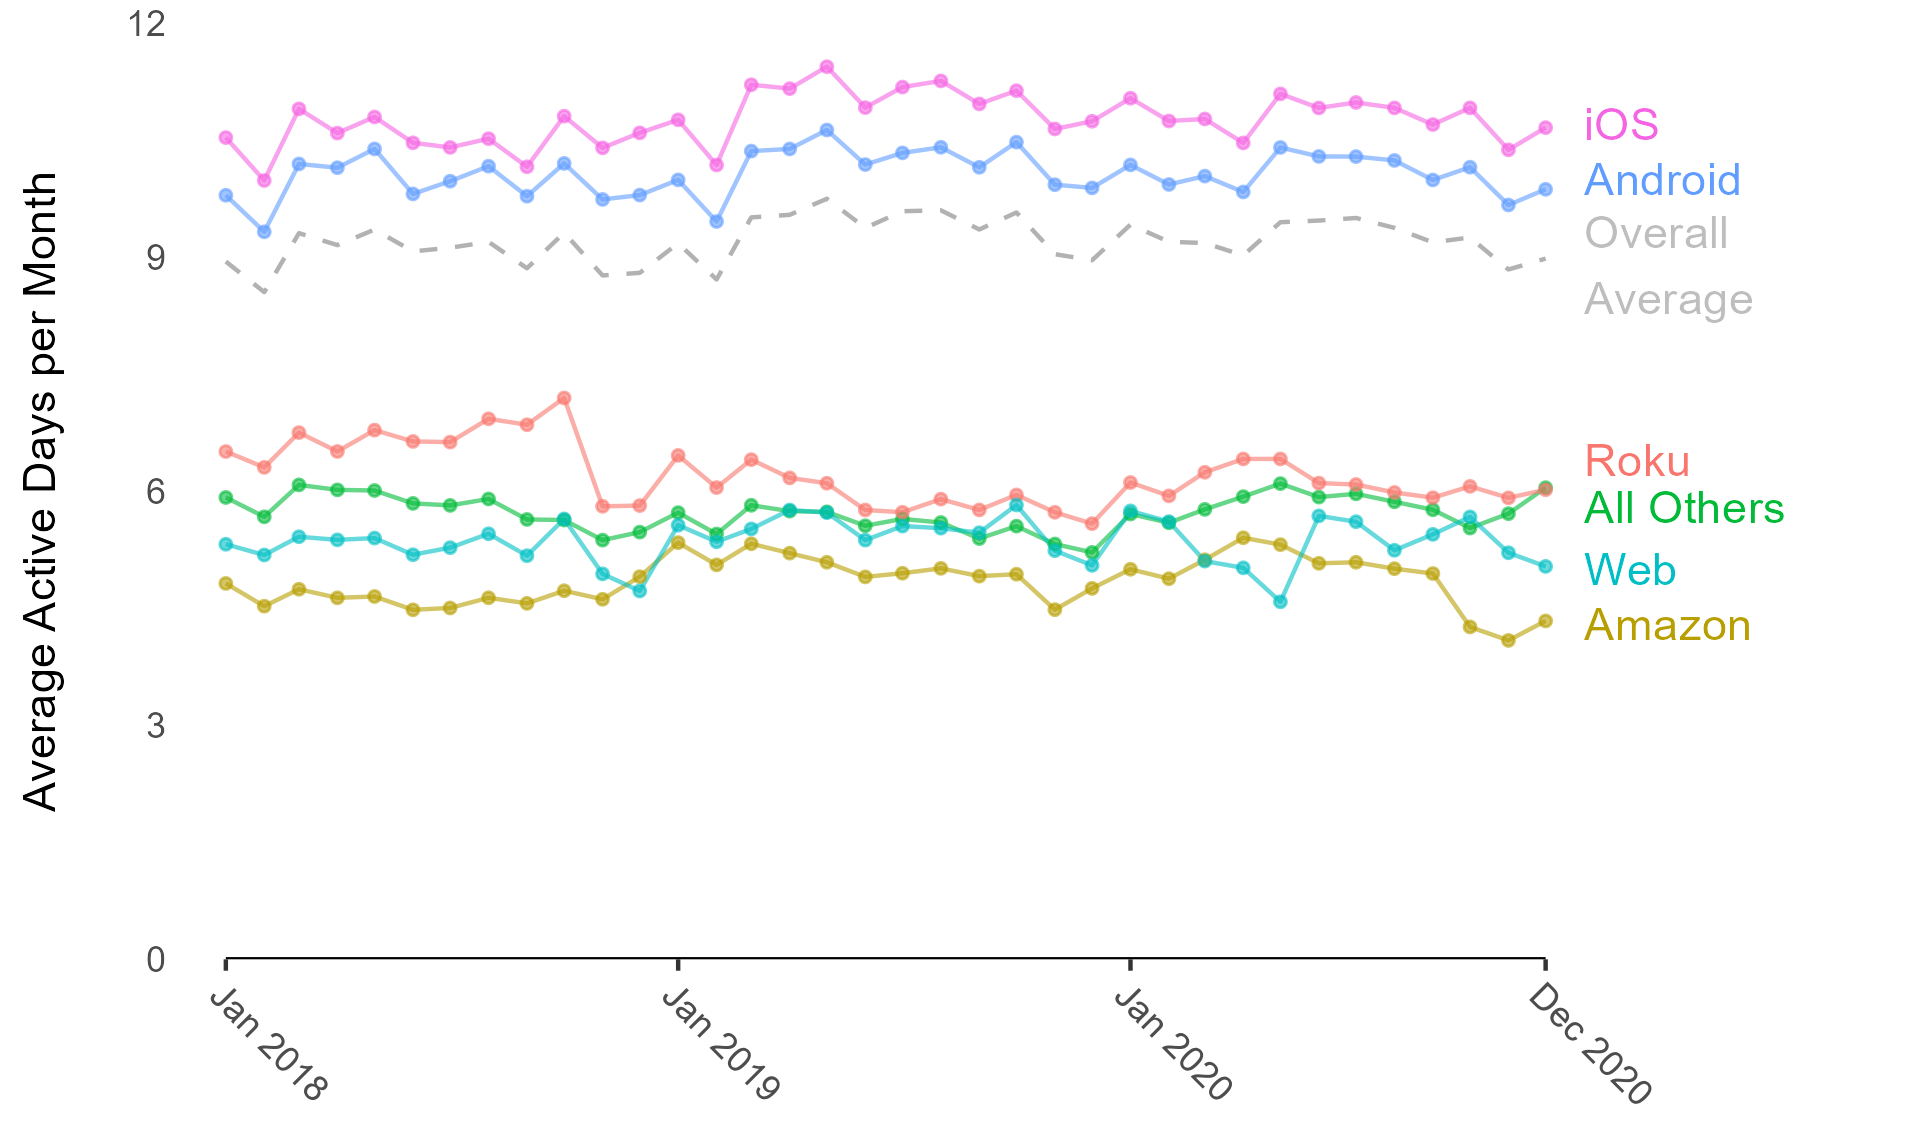 Average Active Days per Month
12
9
6
3
0
iOS
Android
Overall
Average
Roku
All Others
Web
Amazon
Jan 2018
Jan 2019
Jan 2020
Dec 2020